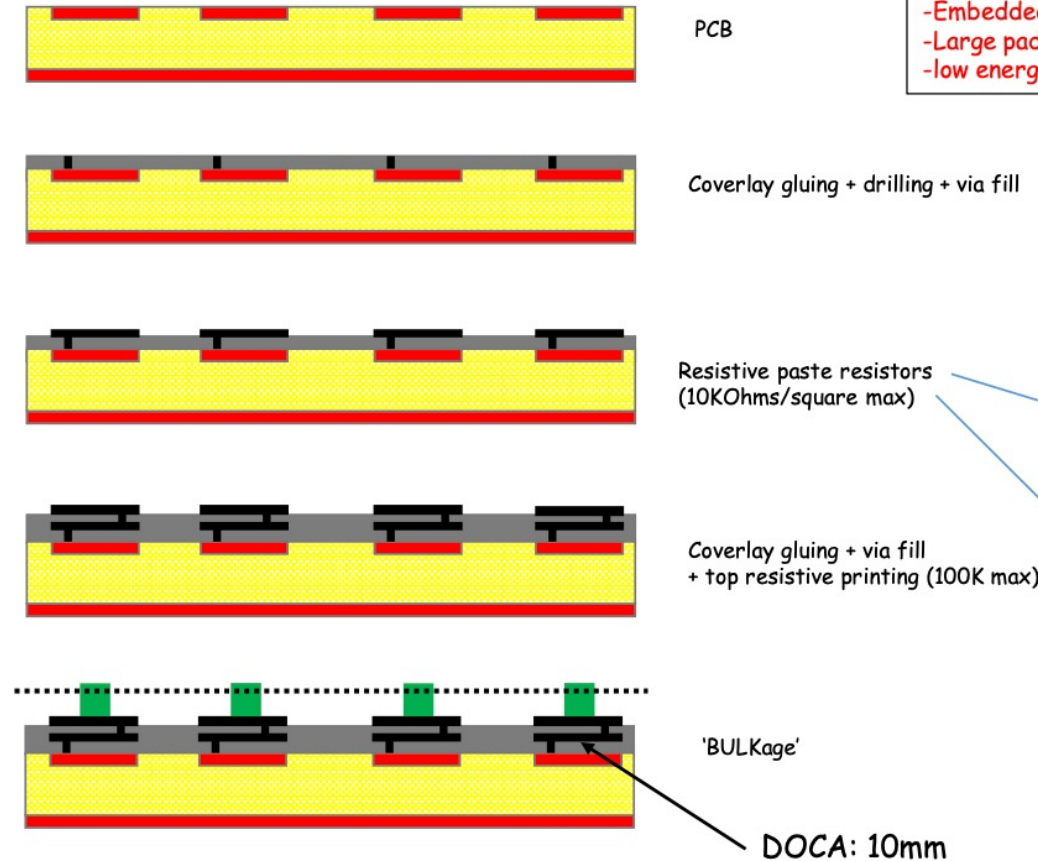 -Embedded
-Large pac
-low energ
PCB
Coverlay gluing + drilling + via fill
Resistive paste resistors
(10KOhms/square max)
Coverlay gluing + via fill
+ top resistive printing (100K max)
'BULKage'
DOCA: 10mm